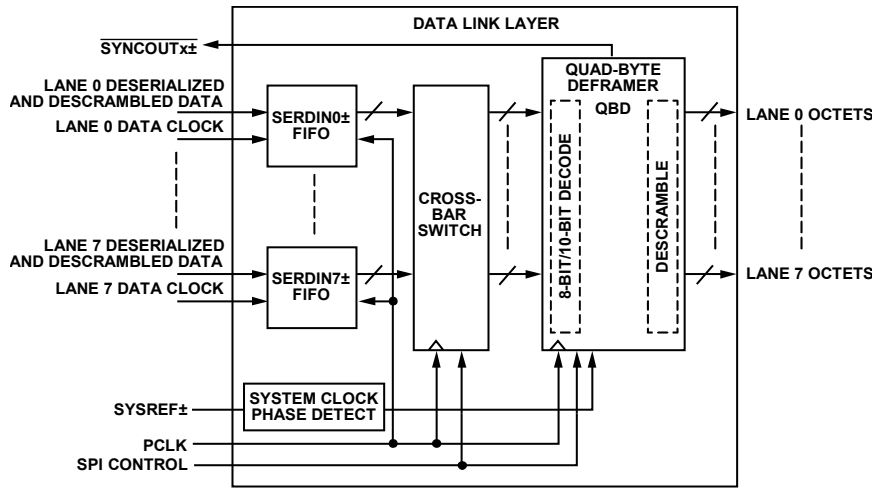 DATA LINK LAYER
SYNCOUTx±
QUAD-BYTE
DEFRAMER
QBD
LANE 0 DESERIALIZED
AND DESCRAMBLED DATA
LANE 0 DATA CLOCK
SERDIN0±
FIFO
LANE 0 OCTETS
CROSS-
BAR
SWITCH
8-BIT/10-BIT DECODE
DESCRAMBLE
LANE 7 DESERIALIZED
AND DESCRAMBLED DATA
LANE 7 DATA CLOCK
SERDIN7±
FIFO
LANE 7 OCTETS
SYSTEM CLOCK
PHASE DETECT
SYSREF±
PCLK
SPI CONTROL